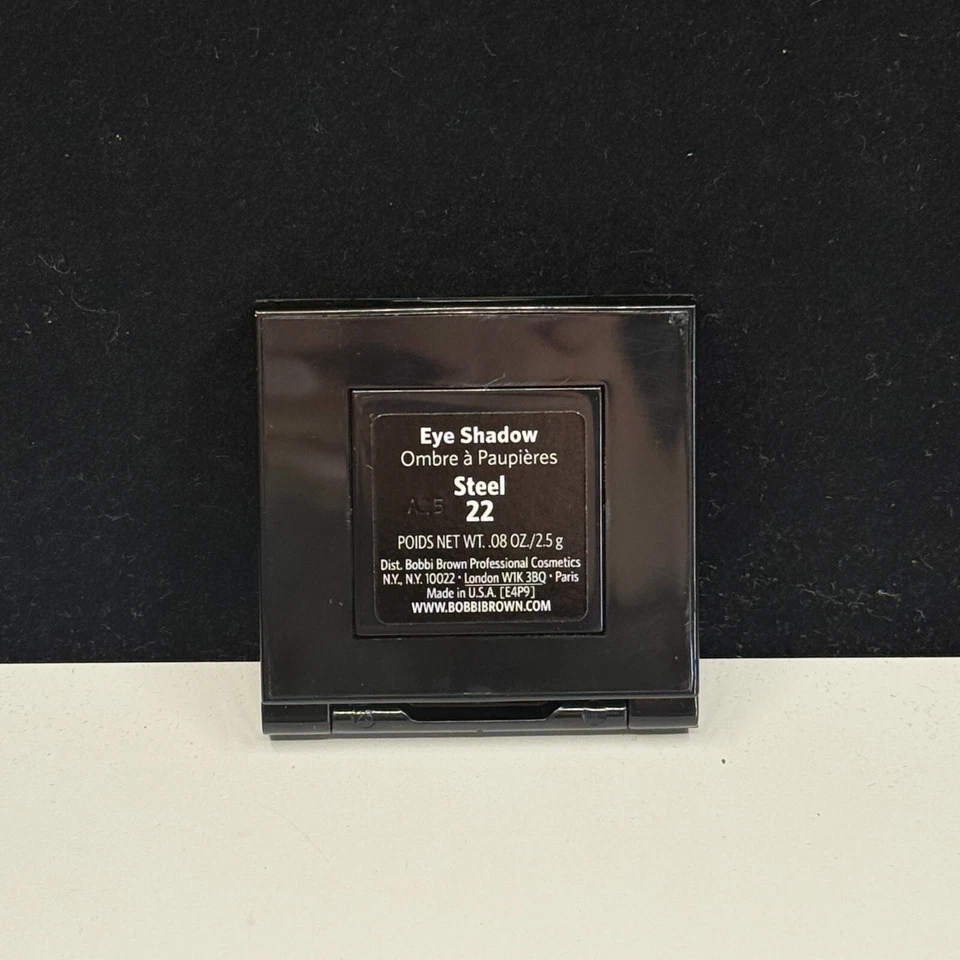 Eye Shadow
Ombre à Paupières
Steel
22
POIDS NET WT. .08 OZ./2.5 g
Dist. Bobbi Brown Professional Cosmetics
N.Y., N.Y. 10022 • London W1K 3BQ • Paris
Made in U.S.A. [E4P9]
WWW.BOBBIBROWN.COM